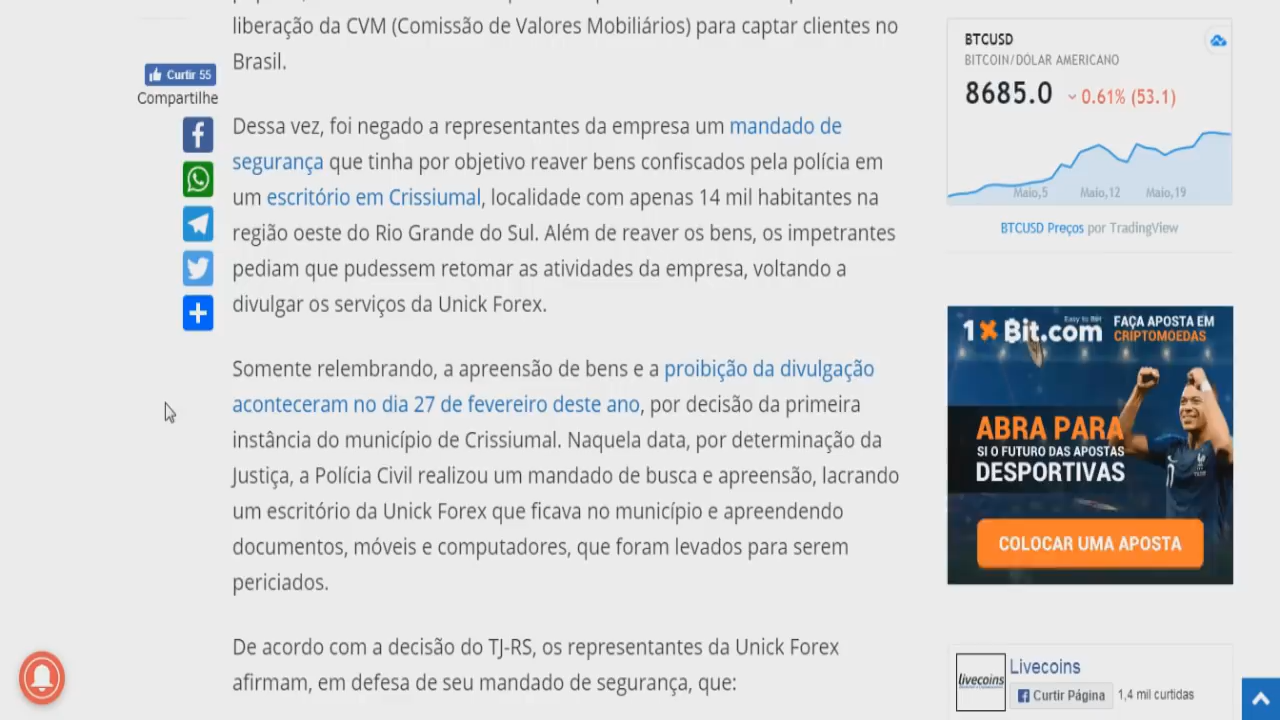 liberação da CVM (Comissão de Valores Mobiliários) para captar clientes no
Brasil.
Curtir 55
Compartilhe
Dessa vez, foi negado a representantes da empresa um mandado de
segurança que tinha por objetivo reaver bens confiscados pela polícia em
um escritório em Crissiumal, localidade com apenas 14 mil habitantes na
região oeste do Rio Grande do Sul. Além de reaver os bens, os impetrantes
pediam que pudessem retomar as atividades da empresa, voltando a
divulgar os serviços da Unick Forex.
Somente relembrando, a apreensão de bens e a proibição da divulgação
aconteceram no dia 27 de fevereiro deste ano, por decisão da primeira
instância do município de Crissiumal. Naquela data, por determinação da
Justiça, a Polícia Civil realizou um mandado de busca e apreensão, lacrando
um escritório da Unick Forex que ficava no município e apreendendo
documentos, móveis e computadores, que foram levados para serem
periciados.
De acordo com a decisão do TJ-RS, os representantes da Unick Forex
afirmam, em defesa de seu mandado de segurança, que:
BTCUSD
BITCOIN/DÓLAR AMERICANO
8685.0 0.61% (53.1)
Maio,5 Maio,12 Maio,19
BTCUSD Preços por TradingView
Easy to Bit!
1xBit.com
FAÇA APOSTA EM
CRIPTOMOEDAS
ABRA PARA
SI O FUTURO DAS APOSTAS
DESPORTIVAS
COLOCAR UMA APOSTA
livecoins
Livecoins
Curtir Página 1,4 mil curtidas